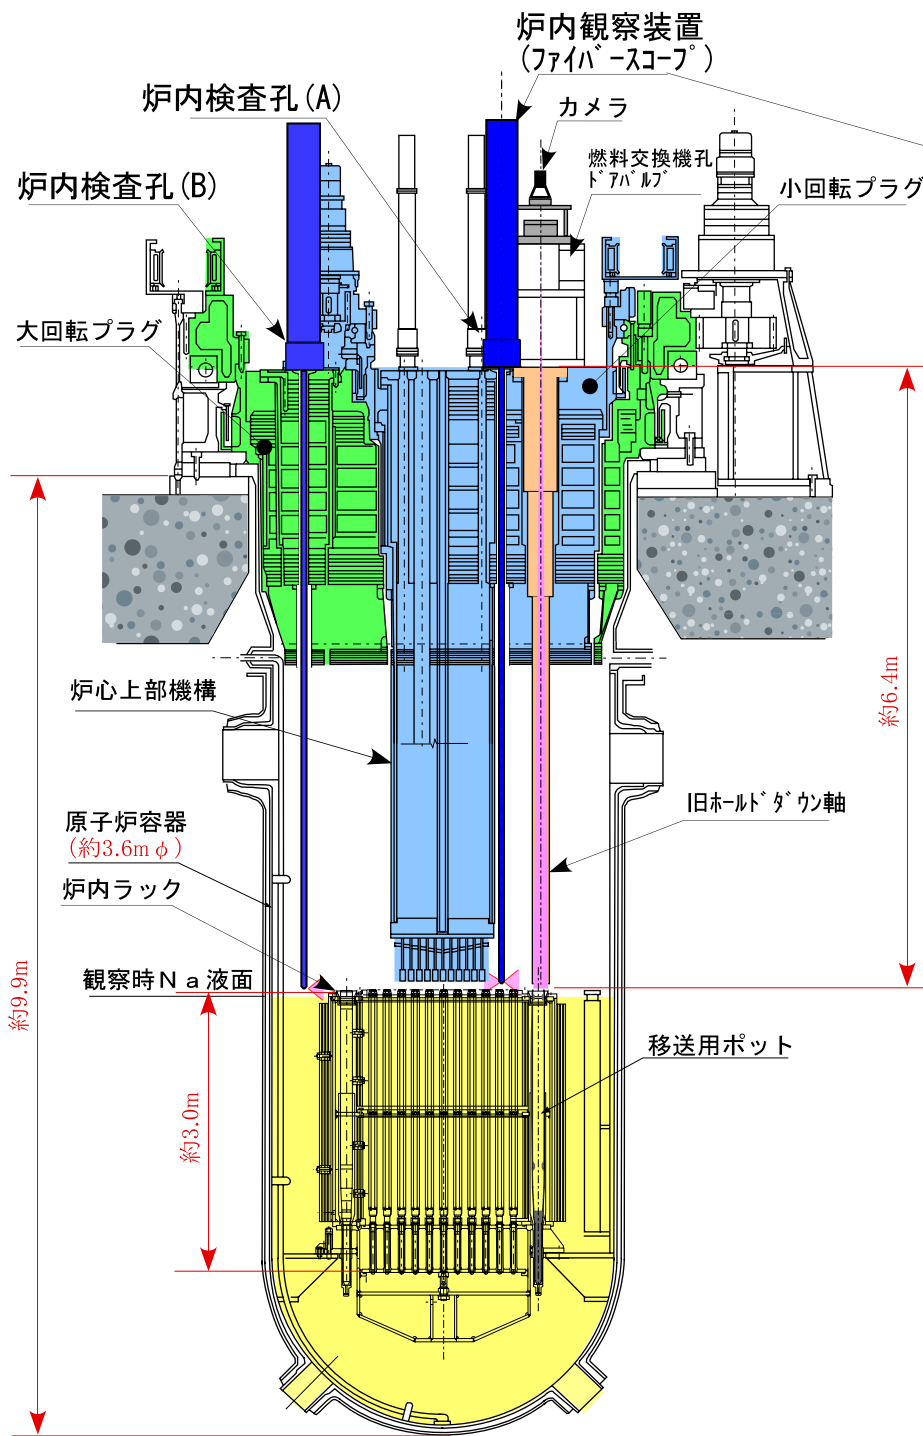 炉内観察装置
(ファイバースコープ)
炉内検査孔(A)
カメラ
燃料交換機孔
ドアバルブ
炉内検査孔(B)
小回転プラグ
大回転プラグ
約6.4m
炉心上部機構
旧ホールドダウン軸
原子炉容器
(約3.6mφ)
炉内ラック
観察時Na液面
約9.9m
移送用ポット
約3.0m